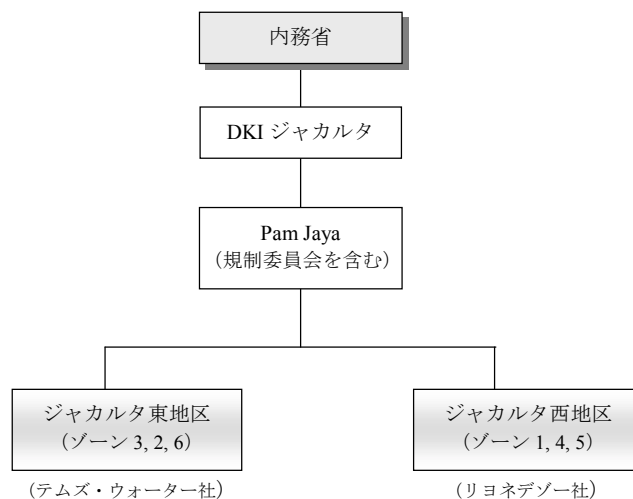 内務省
DKI ジャカルタ
Pam Jaya
（規制委員会を含む）
ジャカルタ東地区
（ゾーン 3, 2, 6）
ジャカルタ西地区
（ゾーン 1, 4, 5）
（テムズ・ウォーター社）
（リヨネデゾー社）